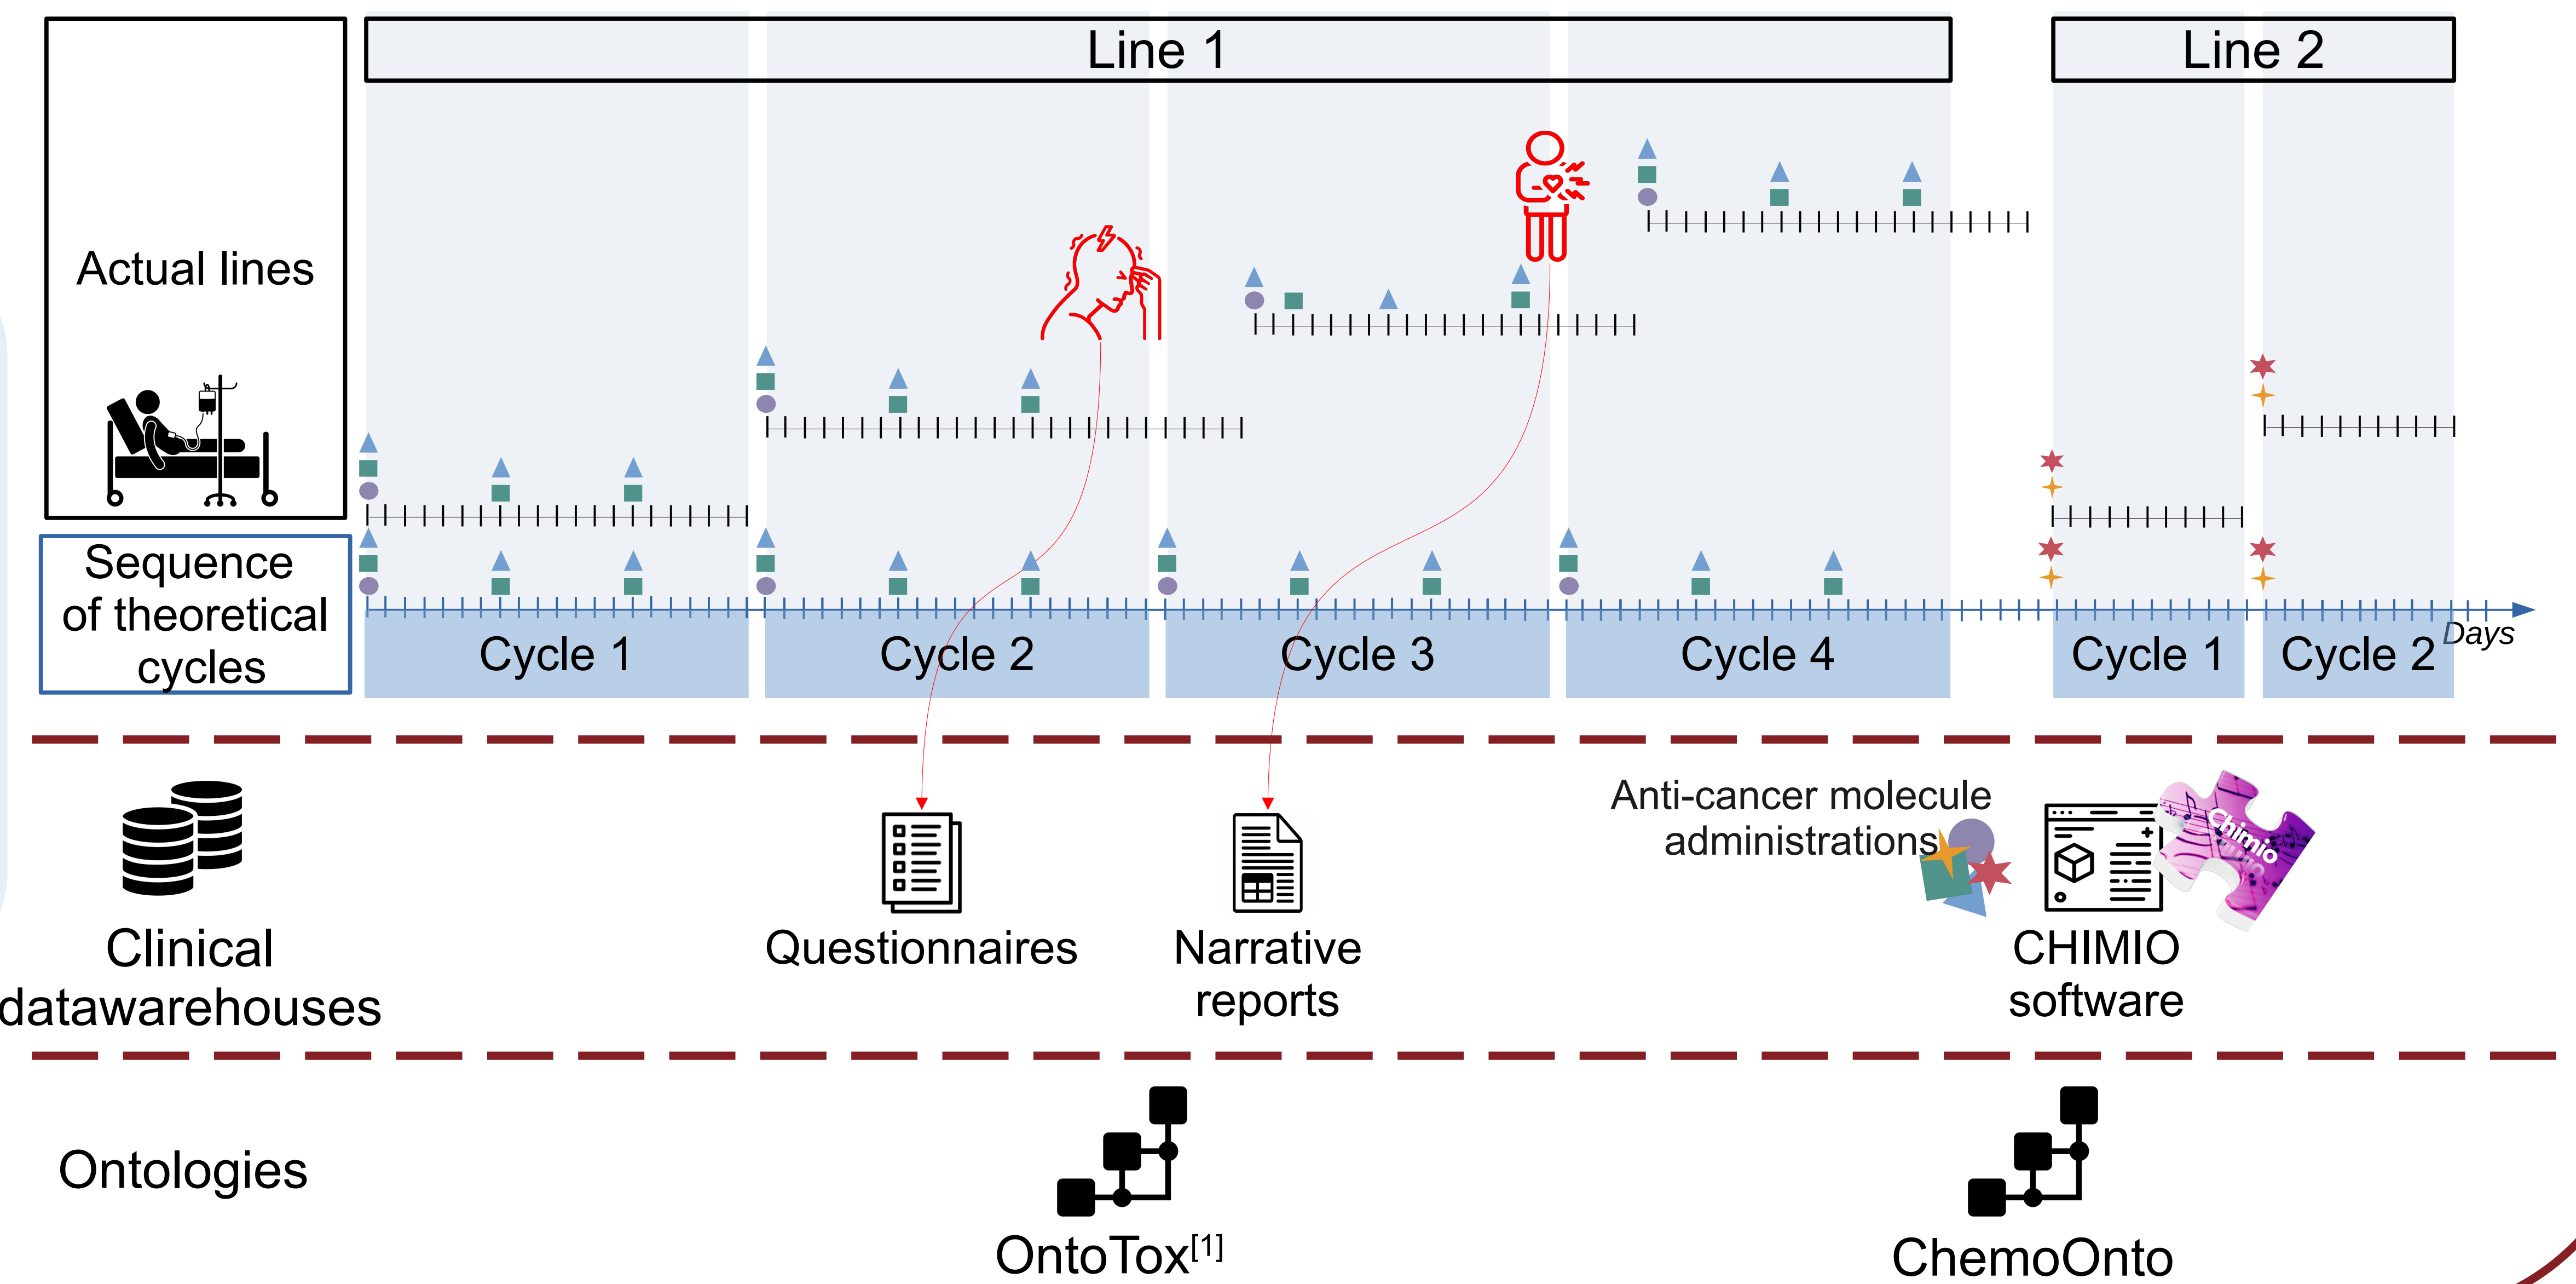 Line 1
Line 2
Actual lines
Sequence
of theoretical
cycles
Cycle 1
Cycle 2
Cycle 3
Cycle 4
Cycle 1
Cycle 2
Days
Clinical
datawarehouses
Questionnaires
Narrative
reports
Anti-cancer molecule
administrations
Chimio
CHIMIO
software
Ontologies
OntoTox[1]
ChemoOnto